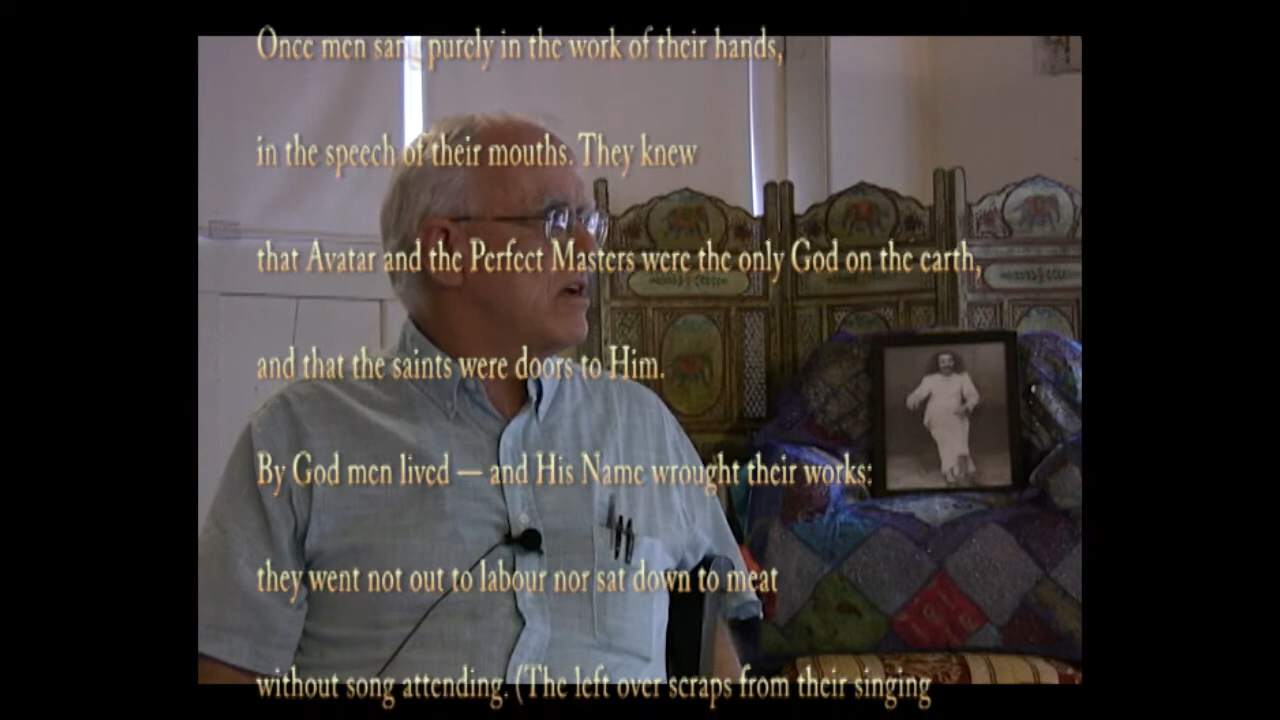 Once men sang purely in the work of their hands,
in the speech of their mouths. They knew
that Avatar and the Perfect Masters were the only God on the earth,
and that the saints were doors to Him.
By God men lived — and His Name wrought their works:
they went not out to labour nor sat down to meat
without song attending. (The left over scraps from their singing